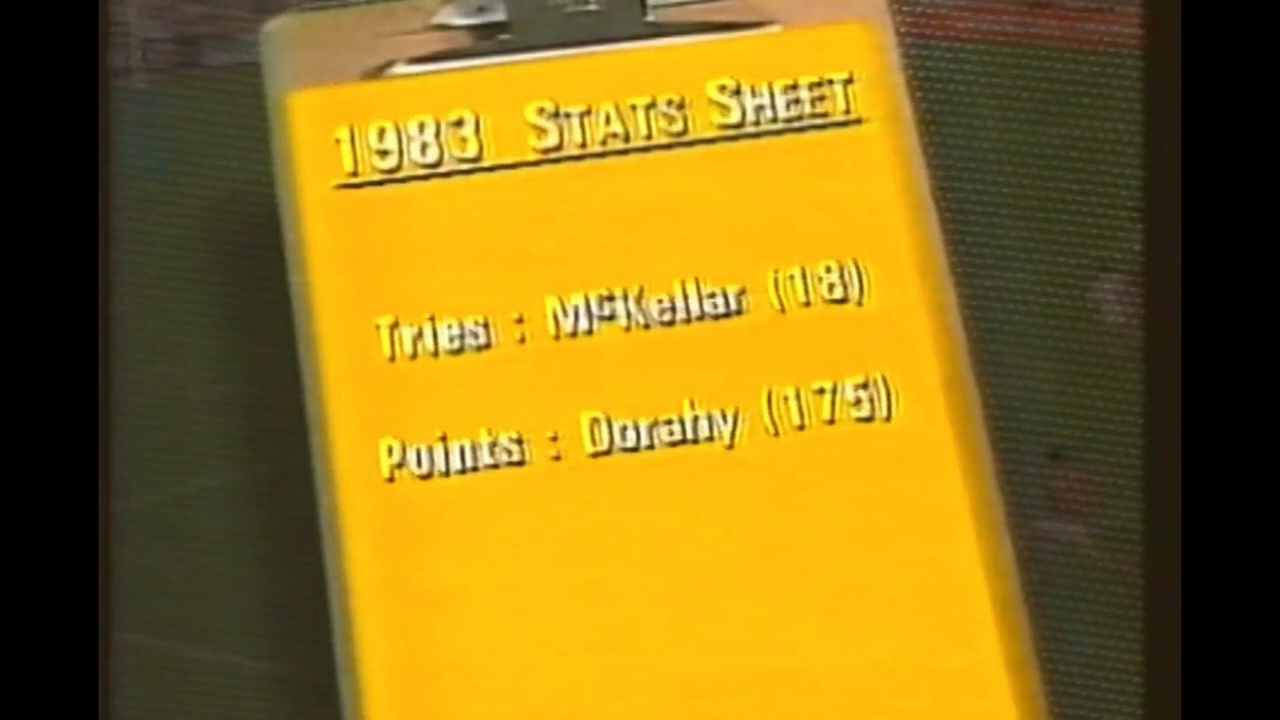 1983 STATS SHEET
Tries : McKellar (18)
Points : Dorahy (175)